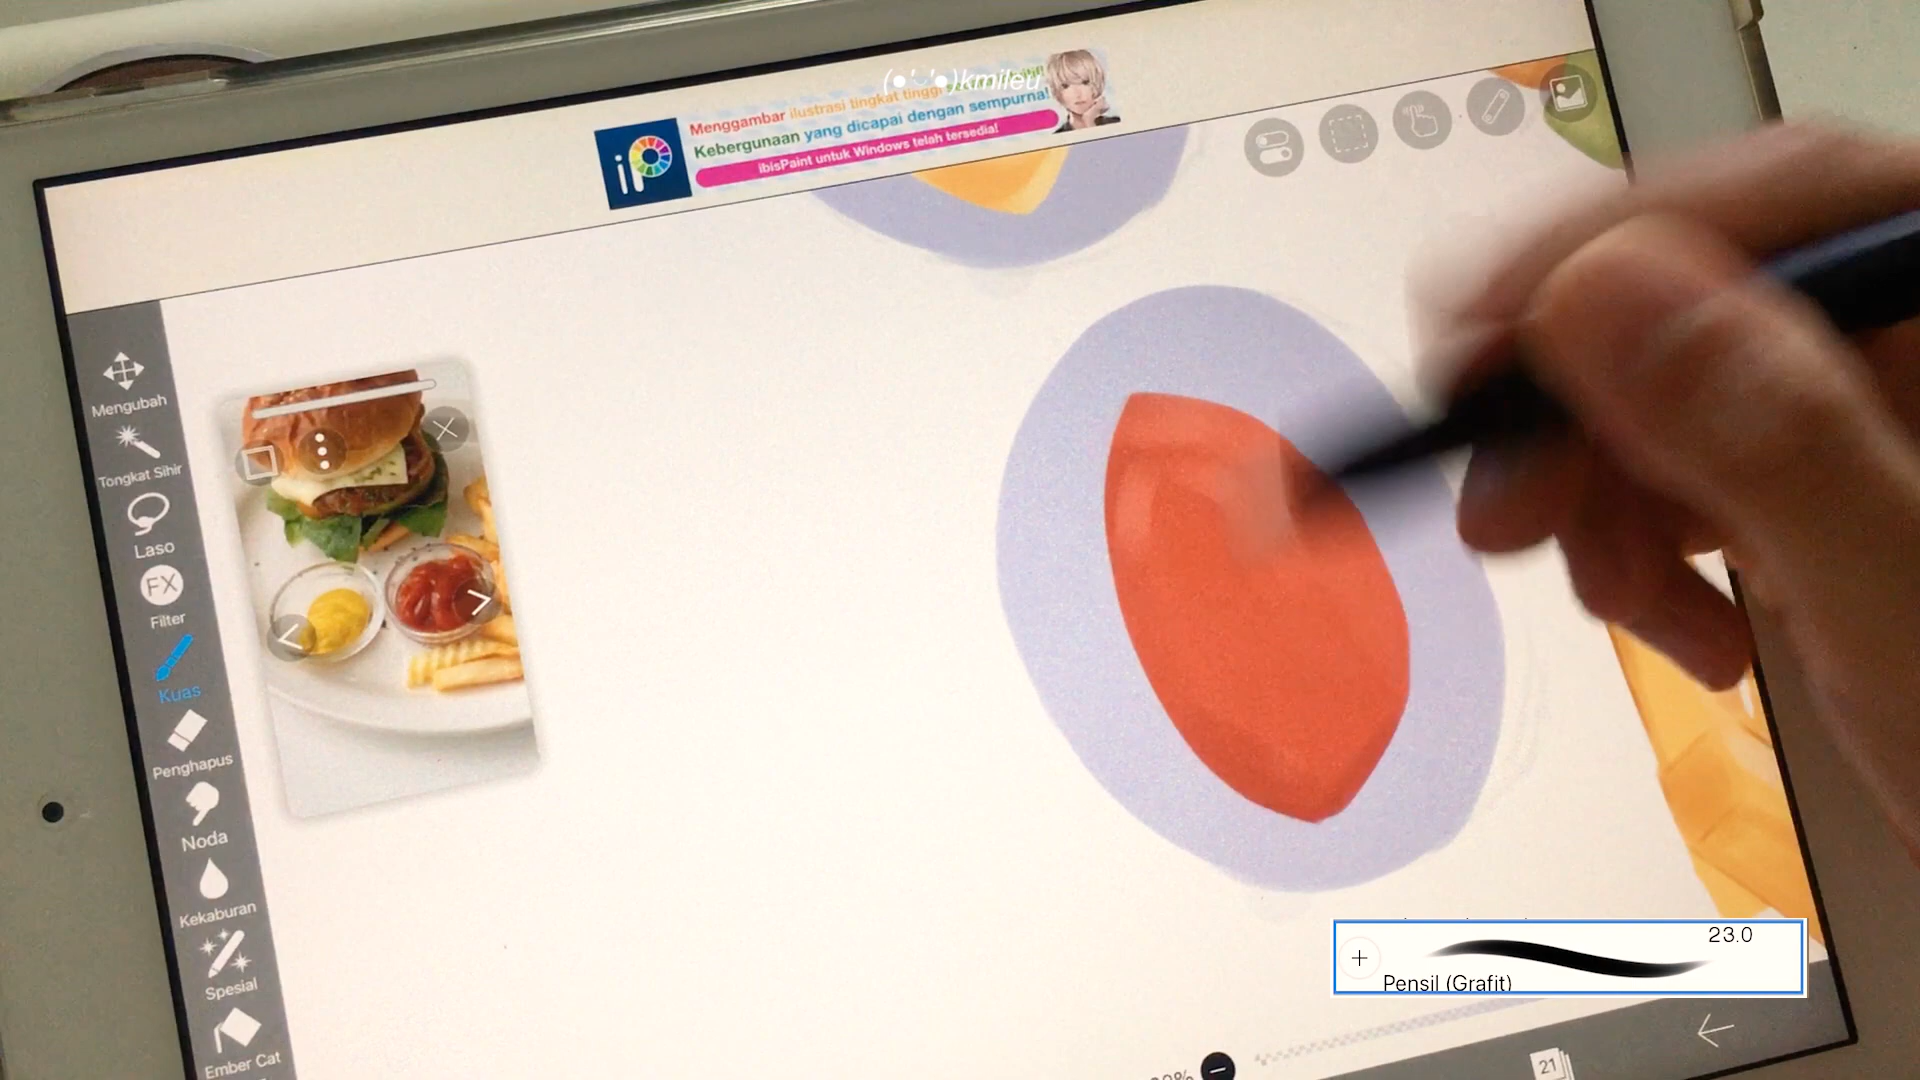 (●'ᵕ'●)kmileu
Menggambar ilustrasi tingkat tinggi
Kebergunaan yang dicapai dengan sempurna!
ibisPaint untuk Windows telah tersedia!
iP
Mengubah
Tongkat Sihir
Laso
FX
Filter
Kuas
Penghapus
Noda
Kekaburan
Spesial
Ember Cat
23.0
Pensil (Grafit)
21